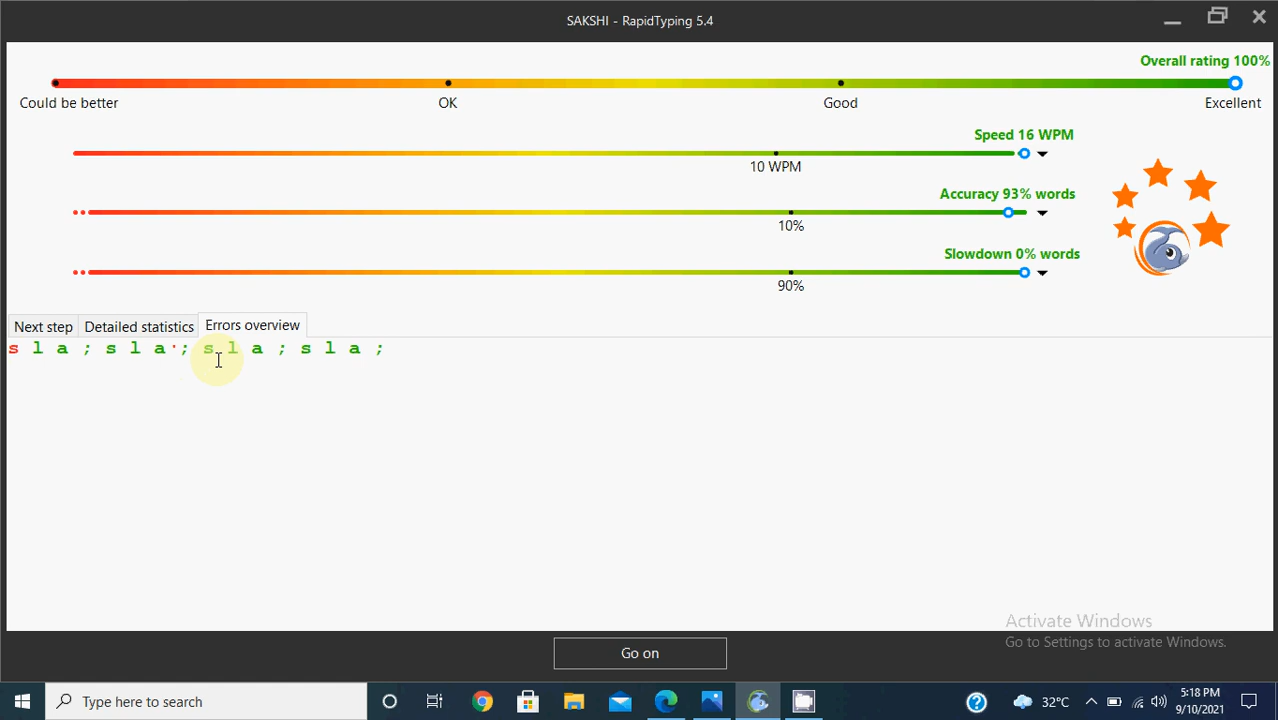 SAKSHI - RapidTyping 5.4
Overall rating 100%
Could be better OK Good Excellent
Speed 16 WPM
10 WPM
Accuracy 93% words
10%
Slowdown 0% words
90%
Next step Detailed statistics Errors overview
s l a ; s l a · ; s l a ; s l a ;
Activate Windows
Go to Settings to activate Windows.
Go on
Type here to search
32°C
5:18 PM
9/10/2021